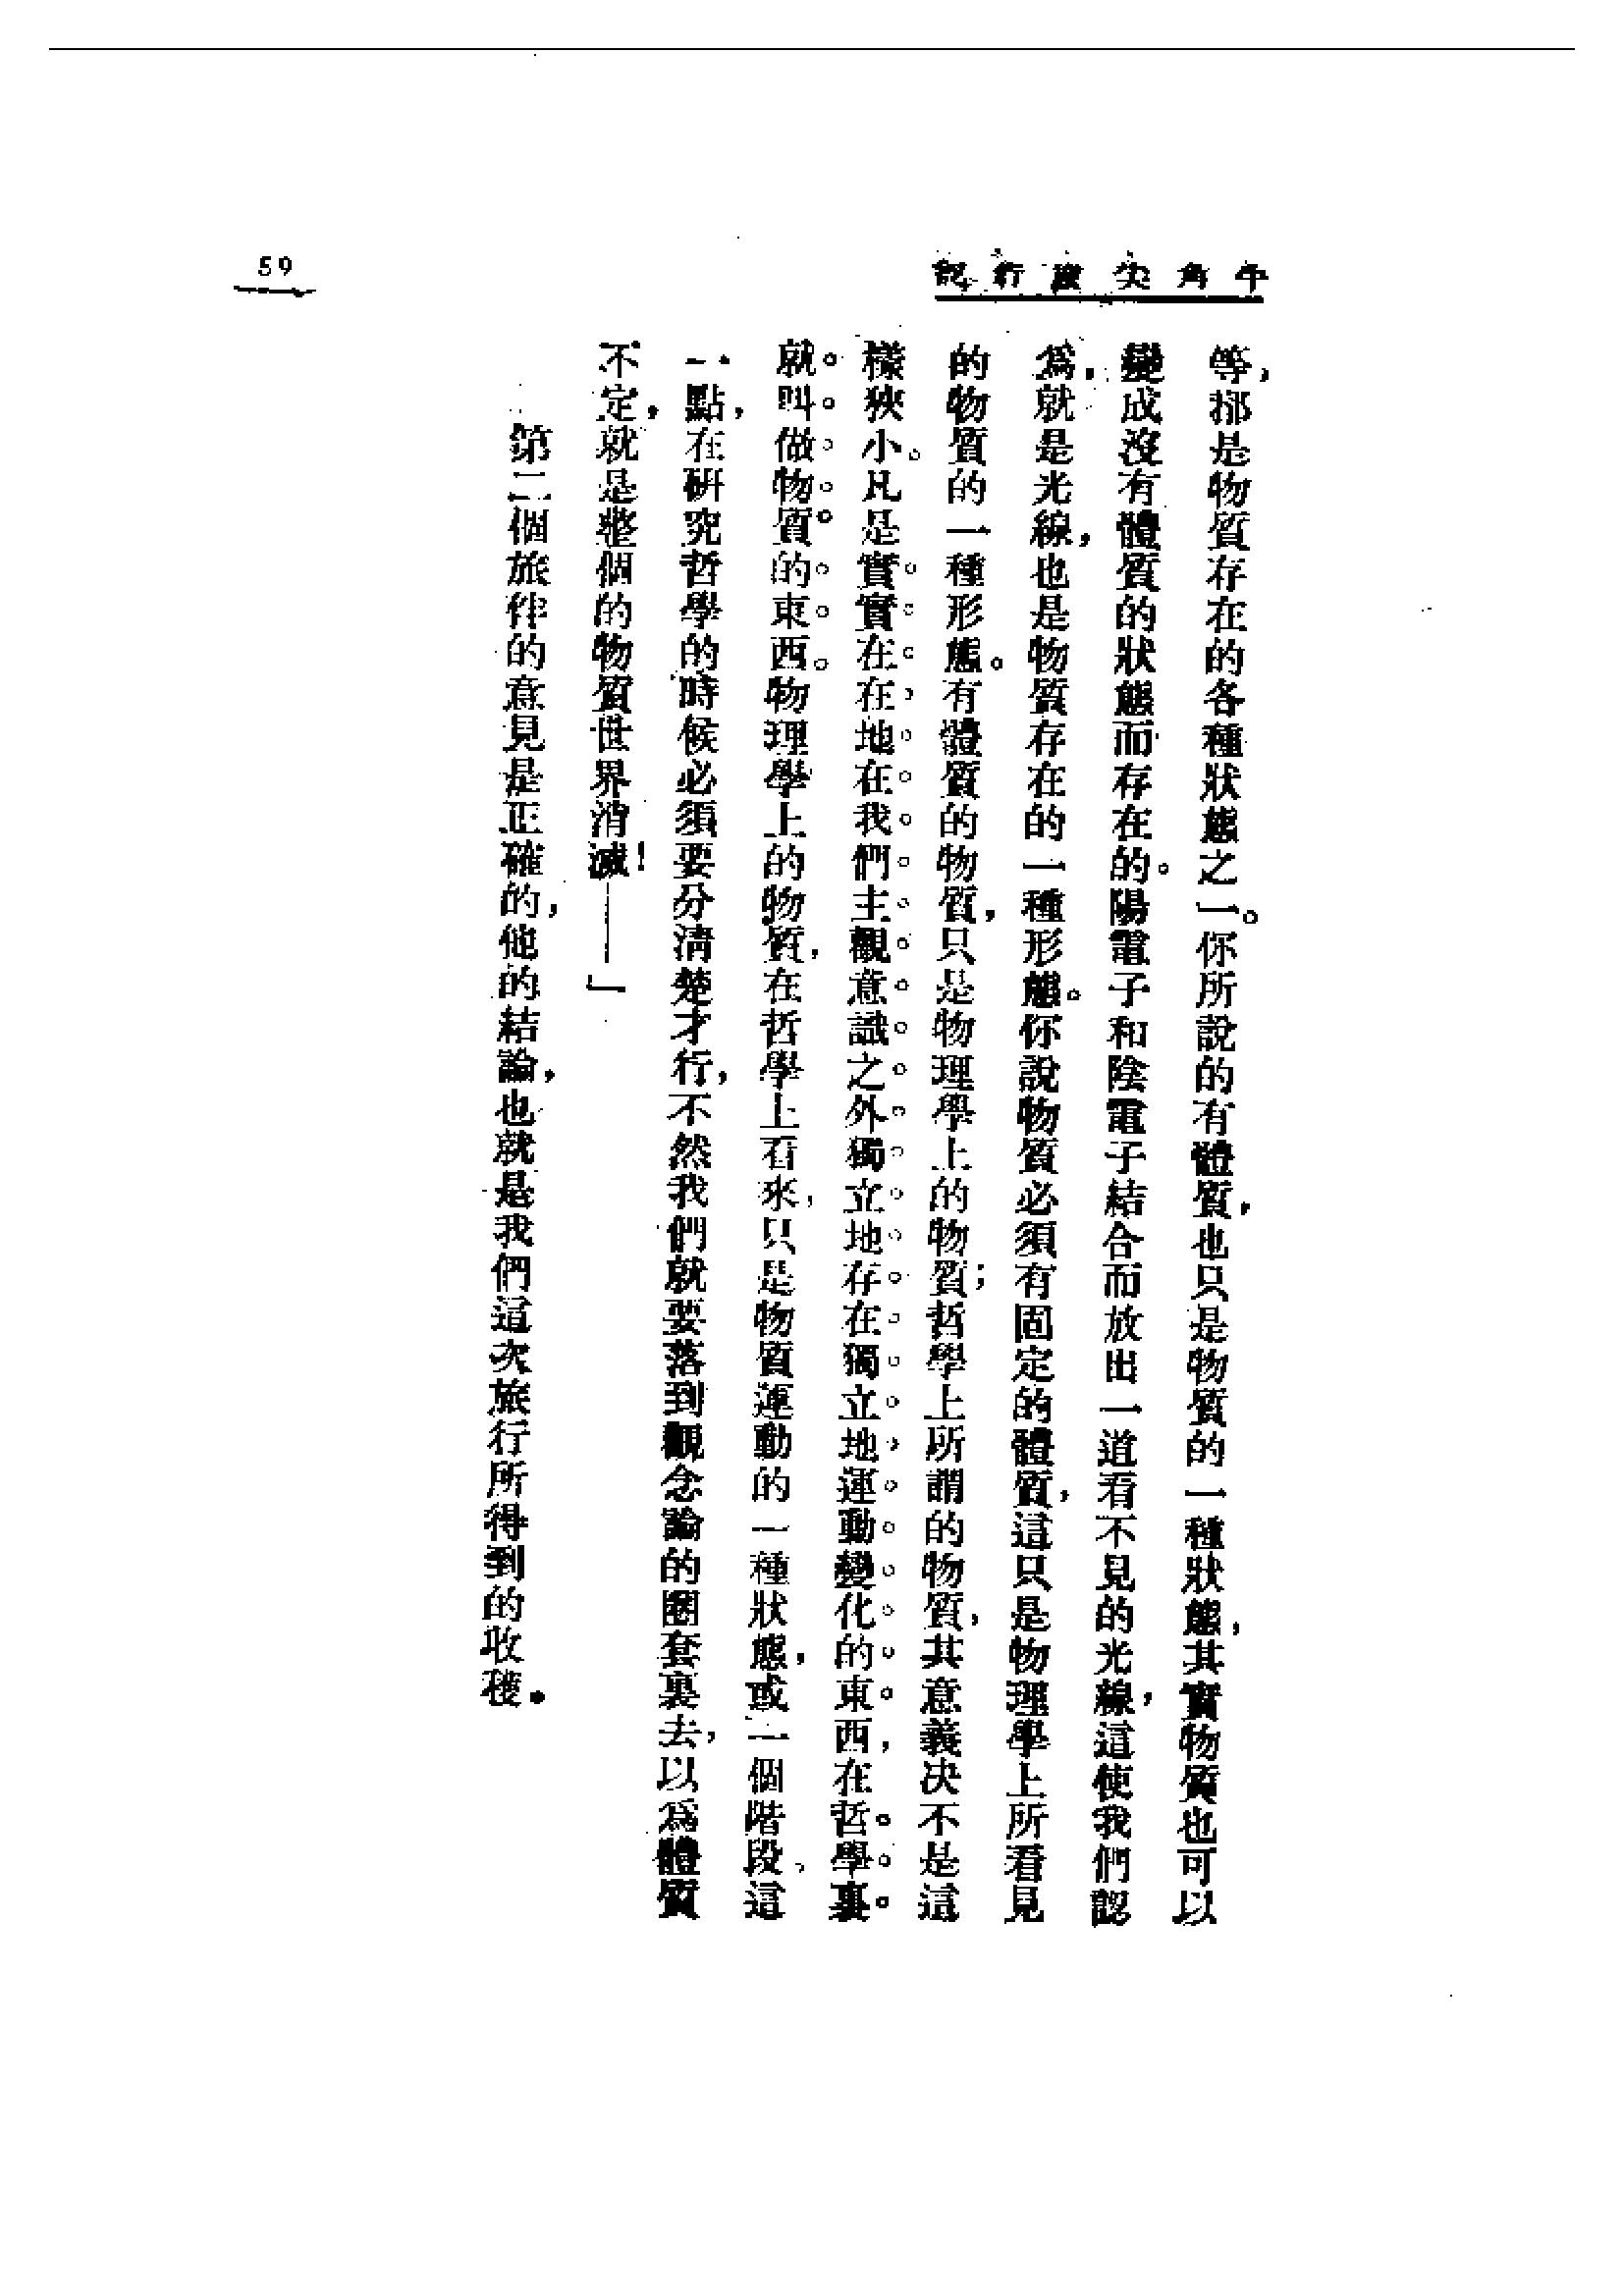 牛角尖旅行記
59
等，那是物質存在的各種狀態之一。你所說的有體質，也只是物質的一種狀態，其實物質也可以
變成沒有體質的狀態而存在的。陽電子和陰電子結合而放出一道看不見的光線，這使我們認
爲，就是光線，也是物質存在的一種形態。你說物質必須有固定的體質，這只是物理學上所看見
的物質的一種形態。有體質的物質，只是物理學上的物質；哲學上所謂的物質，其意義決不是這
樣狹小。凡是實實在在地在我們主觀意識之外獨立地存在獨立地運動變化的東西，在哲學裏
就叫做物質的東西。物理學上的物質，在哲學上看來，只是物質運動的一種狀態，或一個階段，這
一點，在研究哲學的時候必須要分清楚才行，不然我們就要落到觀念論的圈套裏去，以爲體質
不定，就是整個的物質世界消滅！——」
第二個旅伴的意見是正確的，他的結論，也就是我們這次旅行所得到的收穫。